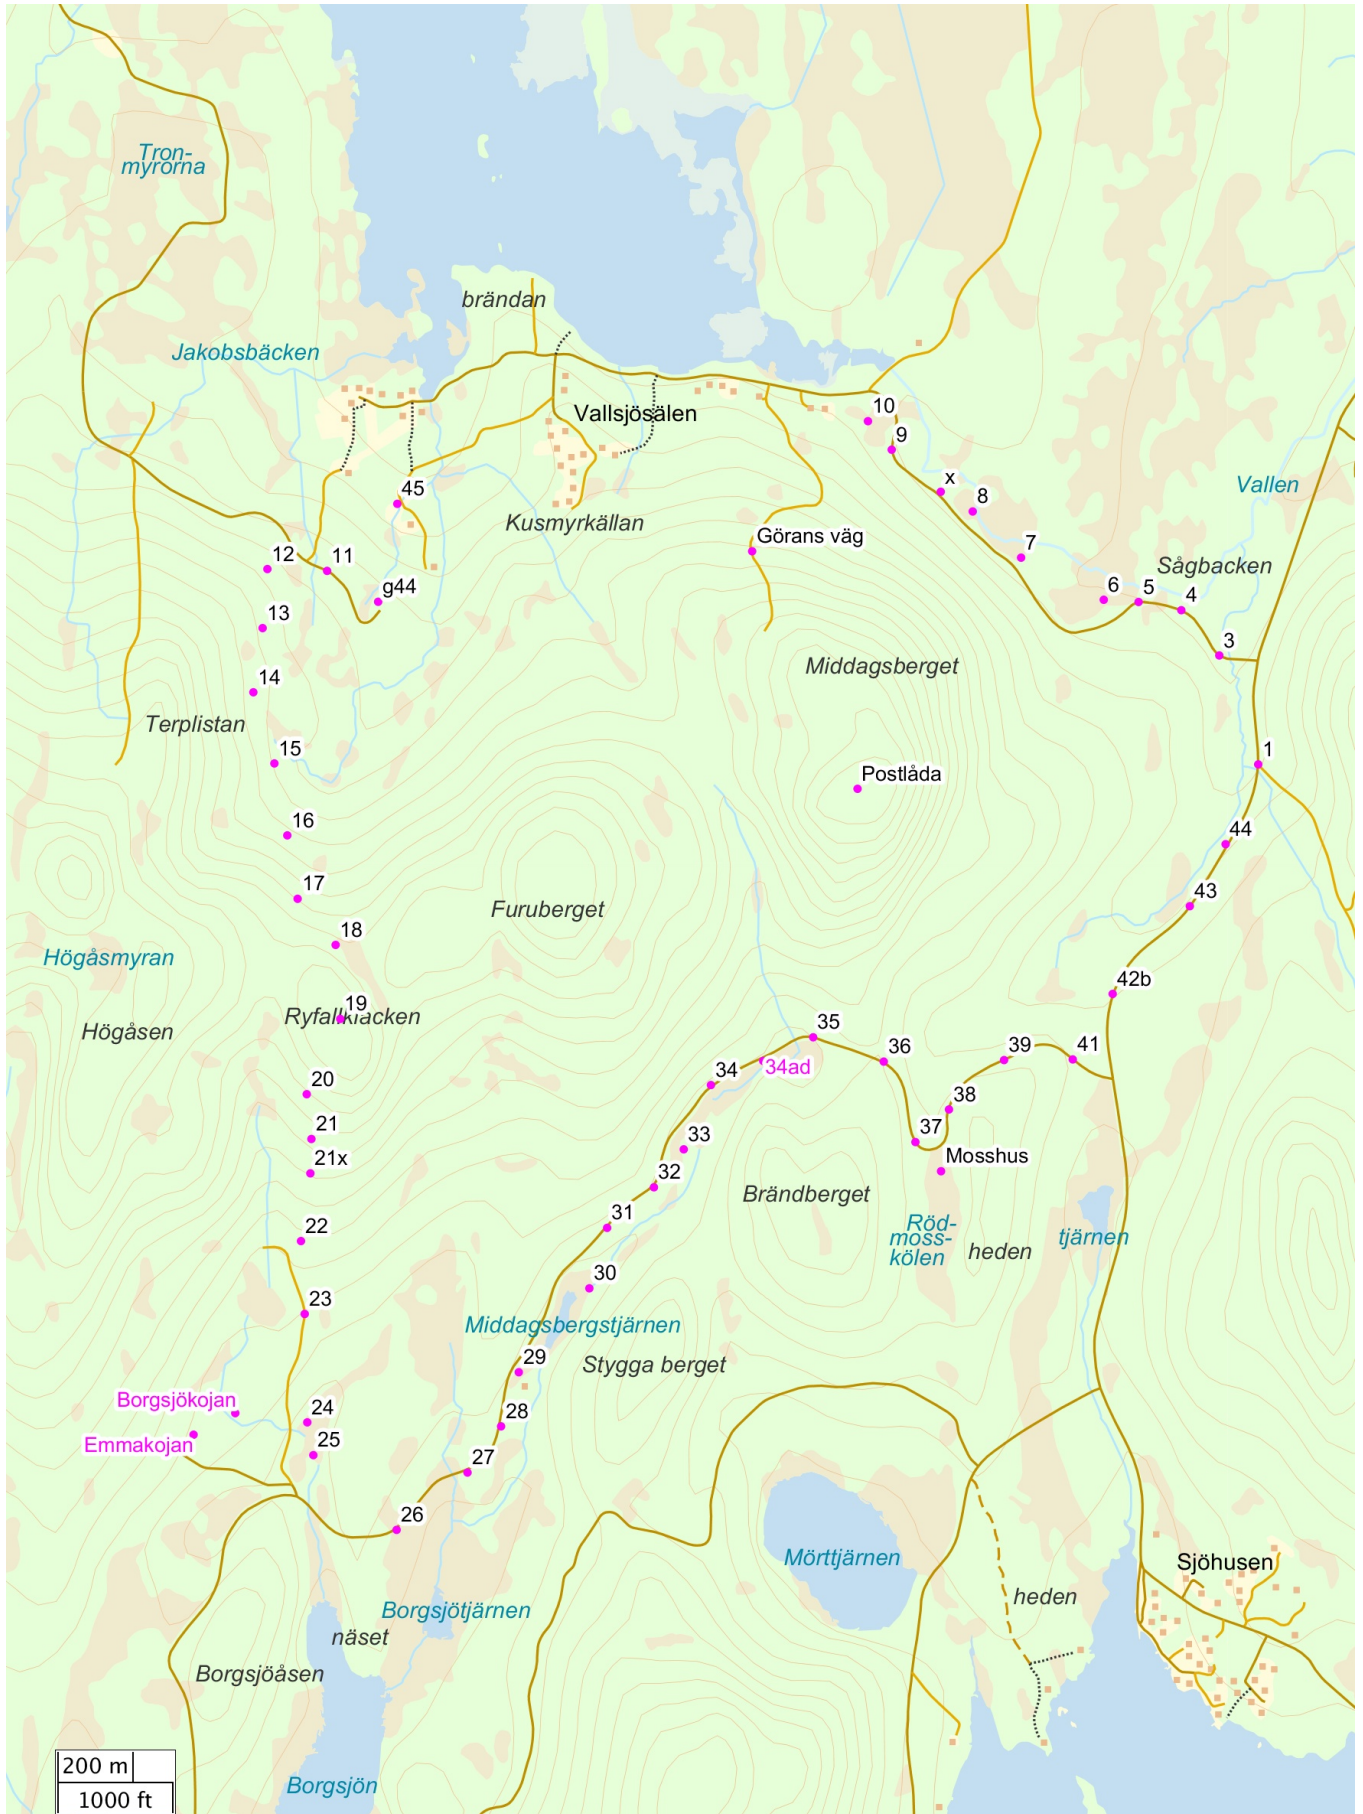 Tron-
myrorna
brändan
Jakobsbäcken
Vallsjösälen
10
9
x
8
45
Kusmyrkällan
Görans väg
7
Vallen
12
11
g44
6
5
4
Sågbacken
13
3
14
Middagsberget
Terplistan
15
1
Postlåda
16
44
17
Furuberget
43
18
Högåsmyran
42b
19
Ryfallklacken
Högåsen
35
36
39
41
34ad
20
34
38
21
33
37
21x
32
Mosshus
Brändberget
22
31
Röd-
moss-
kölen
heden
tjärnen
30
23
Middagsbergstjärnen
29
Stygga berget
Borgsjökojan
24
28
Emmakojan
25
27
26
Mörttjärnen
Sjöhusen
heden
Borgsjötjärnen
näset
Borgsjöåsen
200 m
Borgsjön
1000 ft